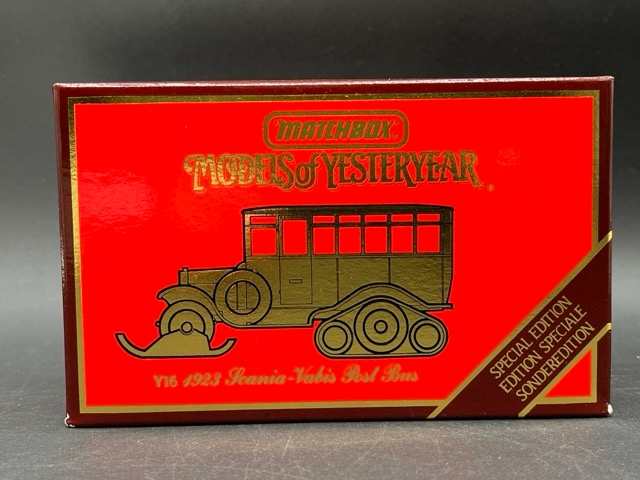 MATCHBOX
MODELS of YESTERYEAR
Y16 1923 Scania-Vabis Post Bus
SPECIAL EDITION
EDITION SPECIALE
SONDEREDITION